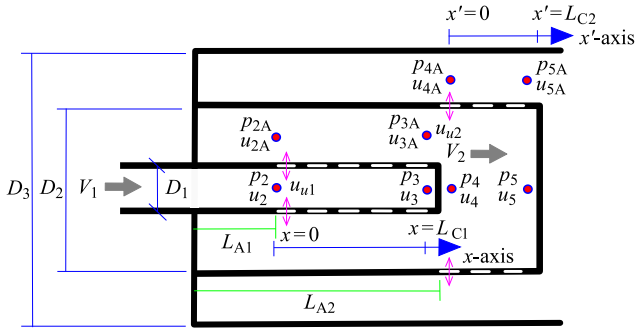 x′=0 x′=L_C2
x′-axis
p_4A p_5A
u_4A u_5A
p_2A p_3A
u_2A u_3A u_u2
V_2
D_3 D_2 V_1 D_1 p_2 u_u1 p_3 p_4 p_5
u_2 u_3 u_4 u_5
L_A1 x=0 x=L_C1
x-axis
L_A2